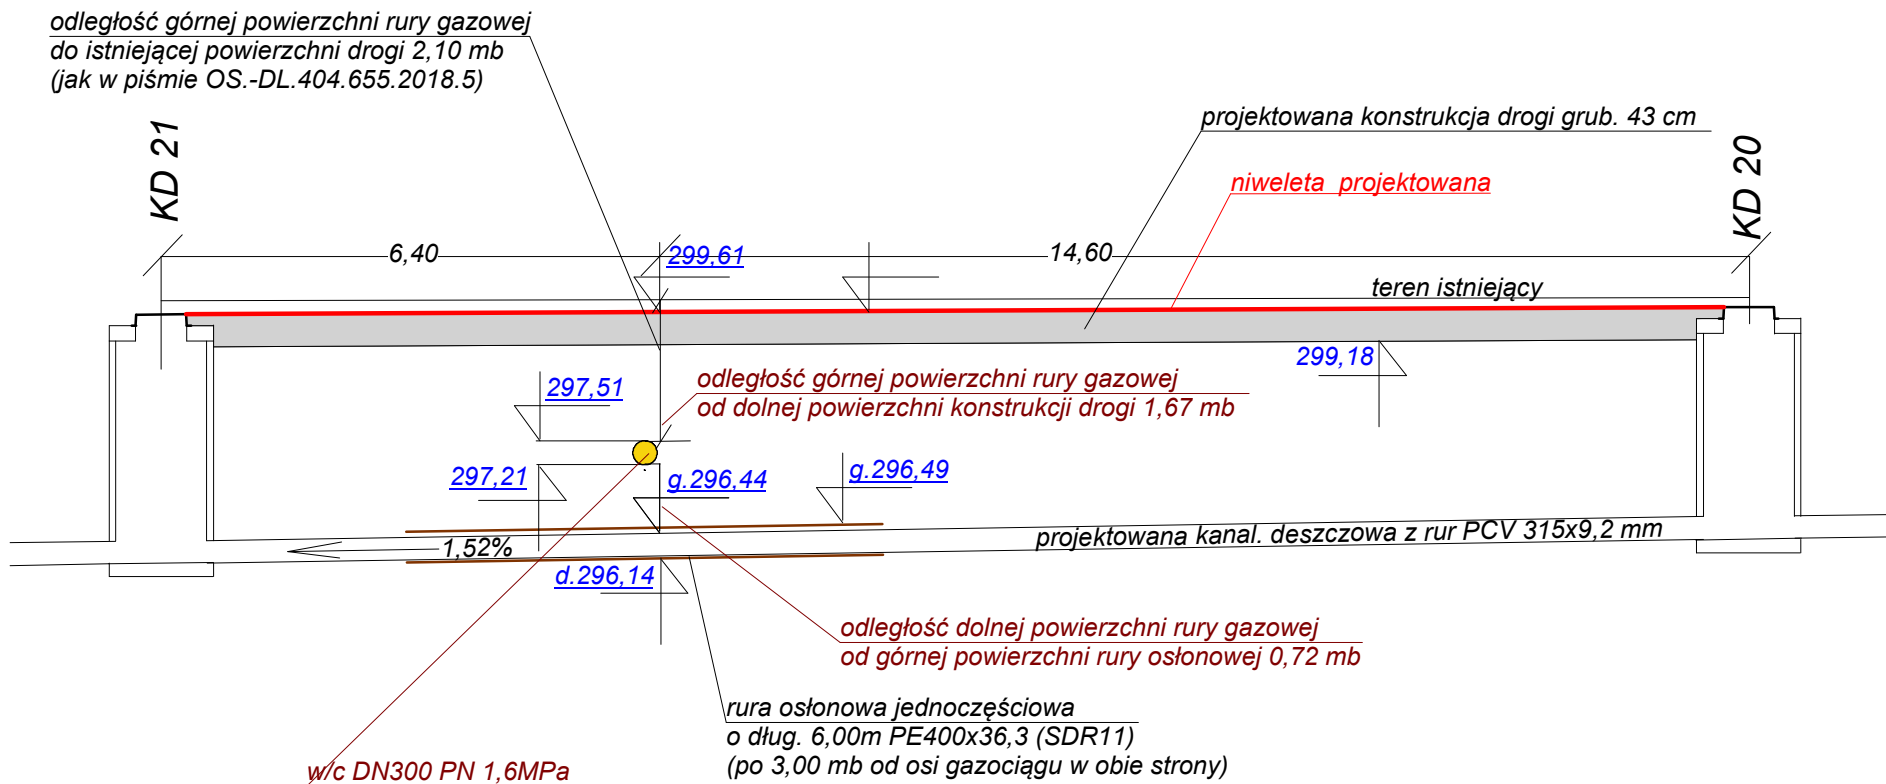 odległość górnej powierzchni rury gazowej
do istniejącej powierzchni drogi 2,10 mb
(jak w piśmie OS.-DL.404.655.2018.5)
KD 21
projektowana konstrukcja drogi grub. 43 cm
KD 20
niweleta projektowana
6,40
299,61
14,60
teren istniejący
299,18
297,51
odległość górnej powierzchni rury gazowej
od dolnej powierzchni konstrukcji drogi 1,67 mb
297,21
g.296,44
g.296,49
1,52%
projektowana kanal. deszczowa z rur PCV 315x9,2 mm
d.296,14
odległość dolnej powierzchni rury gazowej
od górnej powierzchni rury osłonowej 0,72 mb
rura osłonowa jednoczęściowa
o dług. 6,00m PE400x36,3 (SDR11)
(po 3,00 mb od osi gazociągu w obie strony)
w/c DN300 PN 1,6MPa